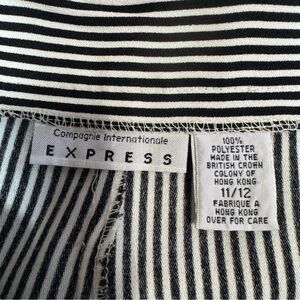 Compagnie Internationale
EXPRESS
100%
POLYESTER
MADE IN THE
BRITISH CROWN
COLONY OF
HONG KONG
11/12
FABRIQUE A
HONG KONG
OVER FOR CARE